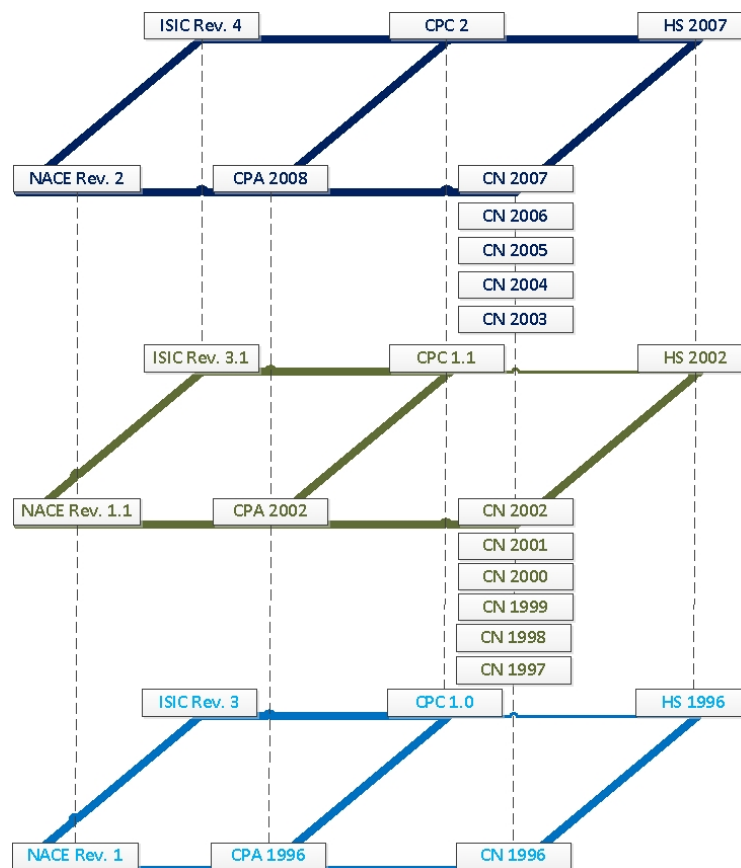 ISIC Rev. 4 CPC 2 HS 2007
NACE Rev. 2 CPA 2008 CN 2007
CN 2006
CN 2005
CN 2004
CN 2003
ISIC Rev. 3.1 CPC 1.1 HS 2002
NACE Rev. 1.1 CPA 2002 CN 2002
CN 2001
CN 2000
CN 1999
CN 1998
CN 1997
ISIC Rev. 3 CPC 1.0 HS 1996
NACE Rev. 1 CPA 1996 CN 1996